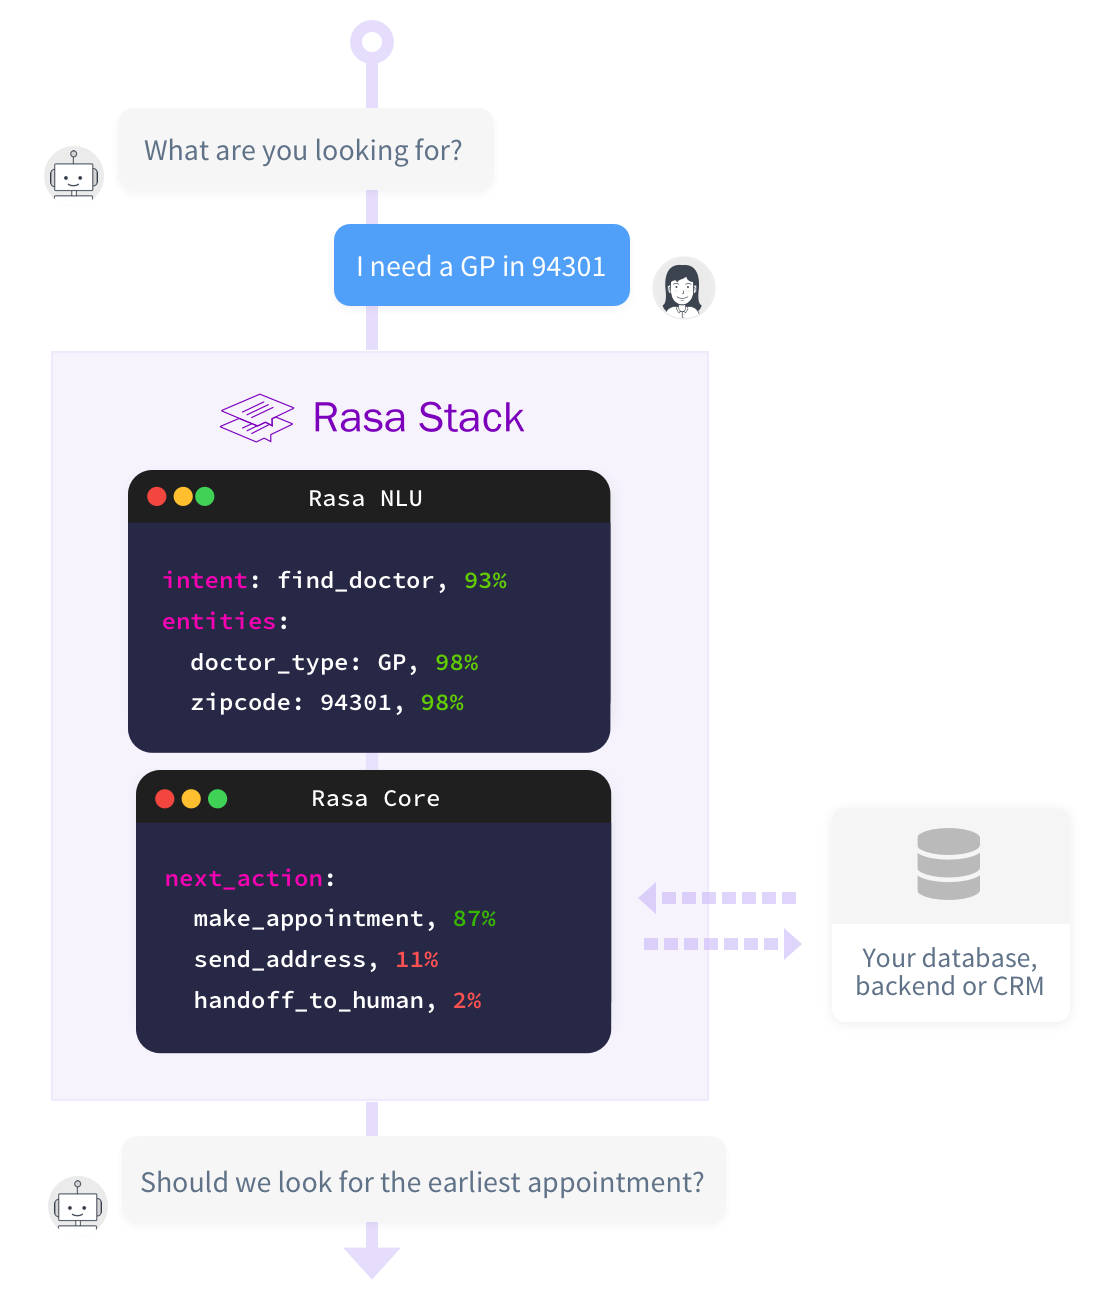 What are you looking for?
I need a GP in 94301
Rasa Stack
Rasa NLU
intent: find_doctor, 93%
entities:
doctor_type: GP, 98%
zipcode: 94301, 98%
Rasa Core
next_action:
make_appointment, 87%
send_address, 11%
handoff_to_human, 2%
Your database,
backend or CRM
Should we look for the earliest appointment?